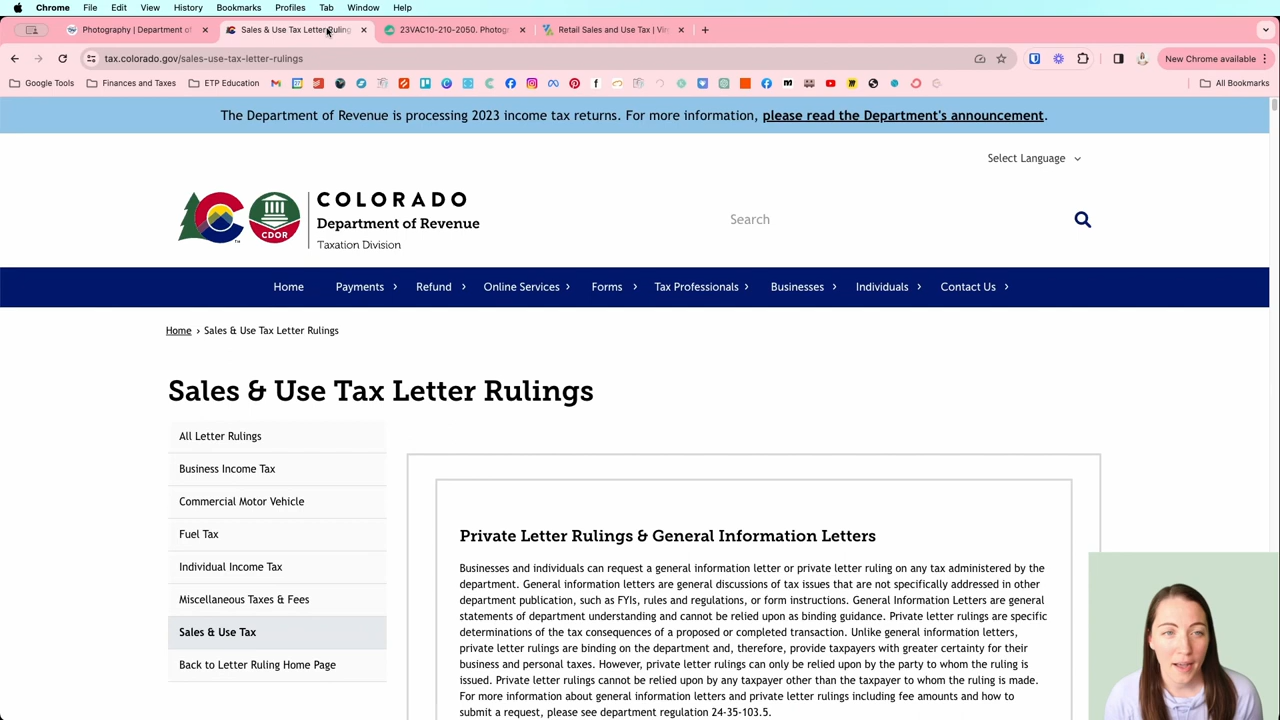 Chrome File Edit View History Bookmarks Profiles Tab Window Help
Photography | Department of
Sales & Use Tax Letter Ruling
23VAC10-210-2050. Photogr
Retail Sales and Use Tax | Vir
tax.colorado.gov/sales-use-tax-letter-rulings
New Chrome available
Google Tools
Finances and Taxes
ETP Education
All Bookmarks
The Department of Revenue is processing 2023 income tax returns. For more information, please read the Department's announcement.
Select Language
COLORADO
Department of Revenue
Taxation Division
CDOR
TM
Search
Home Payments Refund Online Services Forms Tax Professionals Businesses Individuals Contact Us
Home › Sales & Use Tax Letter Rulings
Sales & Use Tax Letter Rulings
All Letter Rulings
Business Income Tax
Commercial Motor Vehicle
Fuel Tax
Individual Income Tax
Miscellaneous Taxes & Fees
Sales & Use Tax
Back to Letter Ruling Home Page
Private Letter Rulings & General Information Letters
Businesses and individuals can request a general information letter or private letter ruling on any tax administered by the
department. General information letters are general discussions of tax issues that are not specifically addressed in other
department publication, such as FYIs, rules and regulations, or form instructions. General Information Letters are general
statements of department understanding and cannot be relied upon as binding guidance. Private letter rulings are specific
determinations of the tax consequences of a proposed or completed transaction. Unlike general information letters,
private letter rulings are binding on the department and, therefore, provide taxpayers with greater certainty for their
business and personal taxes. However, private letter rulings can only be relied upon by the party to whom the ruling is
issued. Private letter rulings cannot be relied upon by any taxpayer other than the taxpayer to whom the ruling is made.
For more information about general information letters and private letter rulings including fee amounts and how to
submit a request, please see department regulation 24-35-103.5.